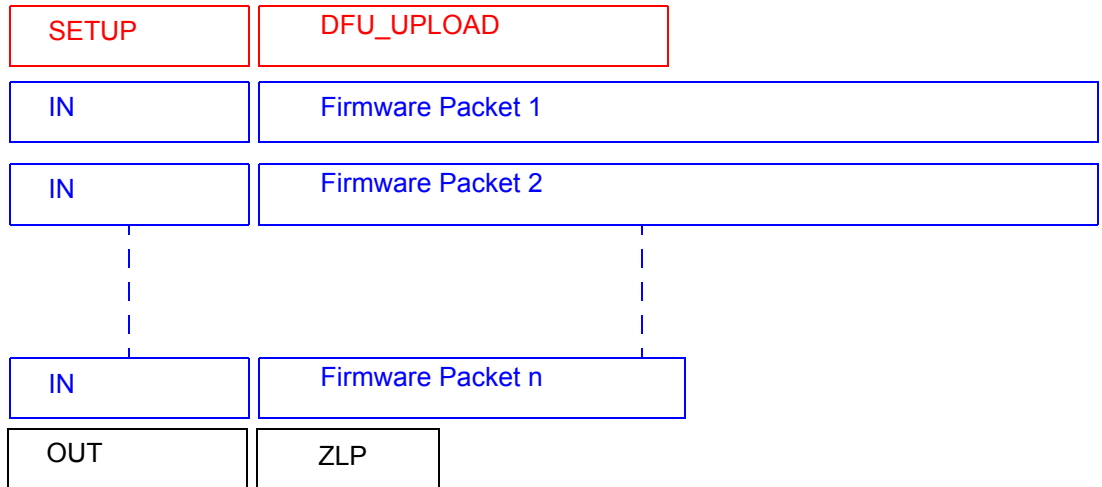 SETUP DFU_UPLOAD
IN Firmware Packet 1
IN Firmware Packet 2
IN Firmware Packet n
OUT ZLP